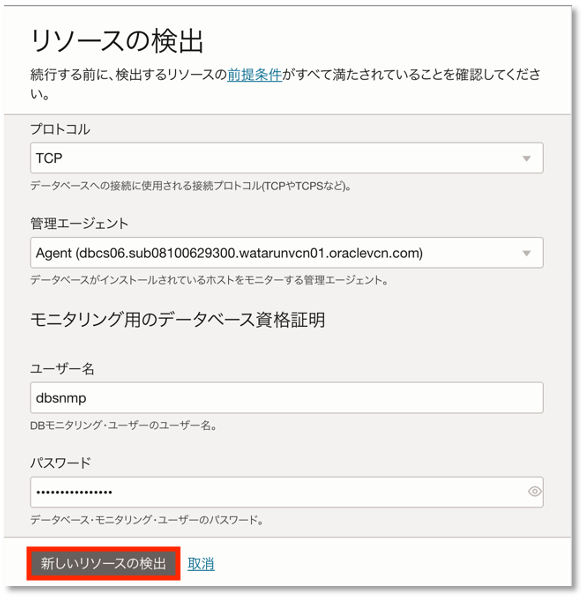 リソースの検出
続行する前に、検出するリソースの前提条件がすべて満たされていることを確認してくださ
い。
プロトコル
TCP
データベースへの接続に使用される接続プロトコル(TCPやTCPSなど)。
管理エージェント
Agent (dbcs06.sub08100629300.watarunvcn01.oraclevcn.com)
データベースがインストールされているホストをモニターする管理エージェント。
モニタリング用のデータベース資格証明
ユーザー名
dbsnmp
DBモニタリング・ユーザーのユーザー名。
パスワード
••••••••••••••••
データベース・モニタリング・ユーザーのパスワード。
新しいリソースの検出 取消